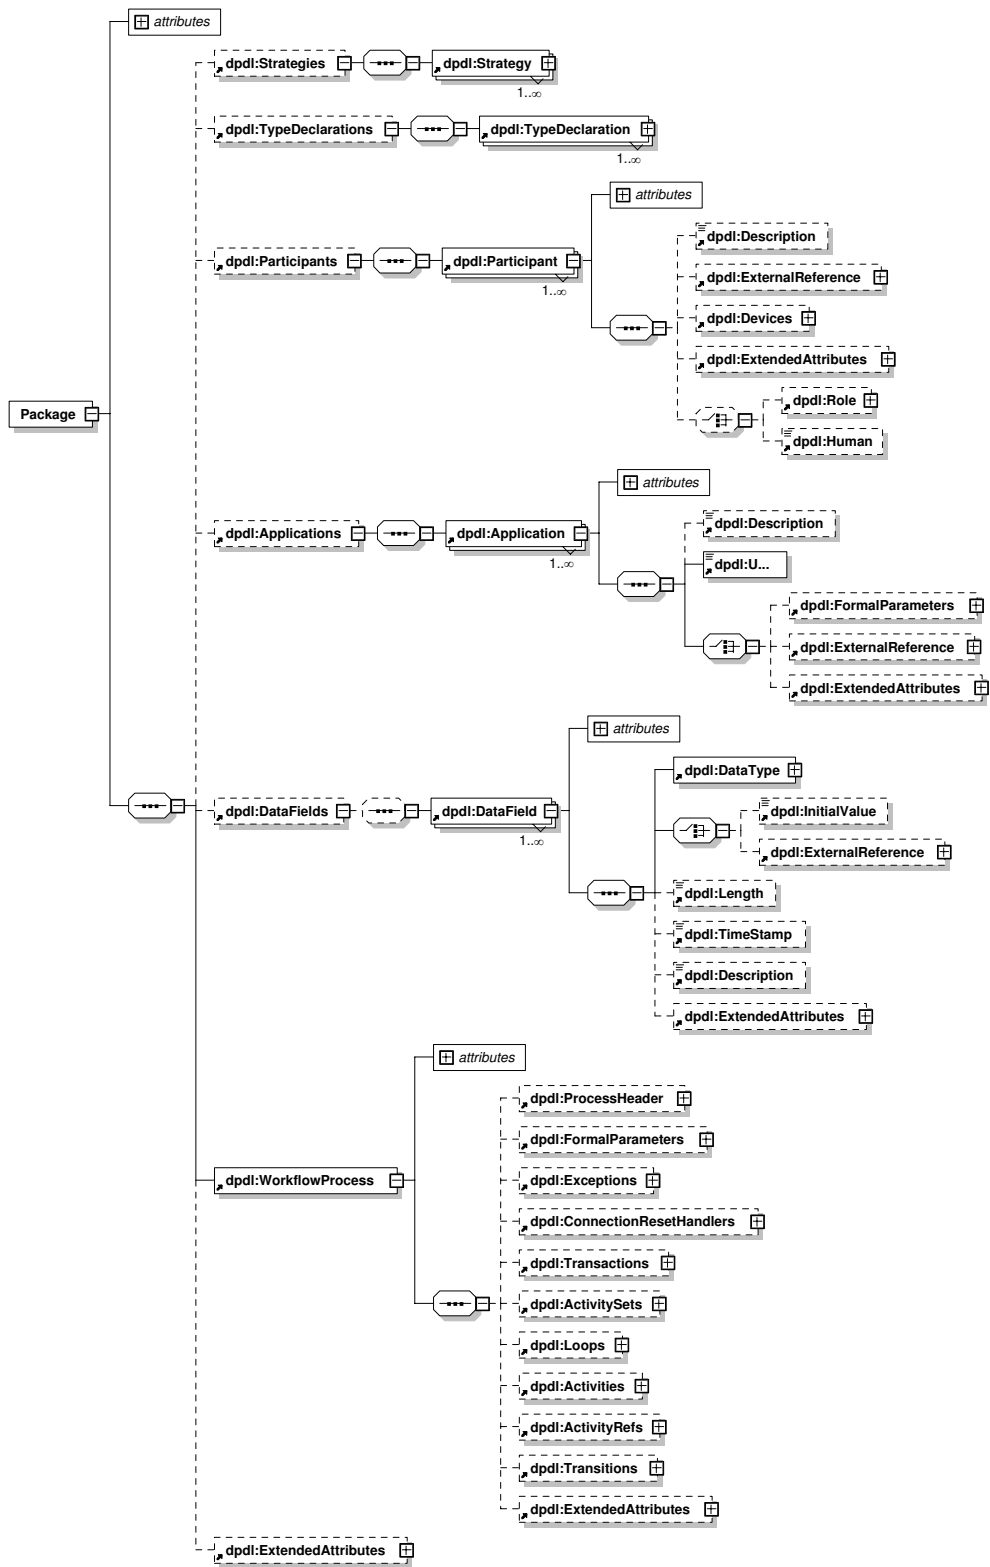 attributes
dpdl:Strategies
dpdl:Strategy
1..∞
dpdl:TypeDeclarations
dpdl:TypeDeclaration
1..∞
attributes
dpdl:Description
dpdl:Participants
dpdl:Participant
1..∞
dpdl:ExternalReference
dpdl:Devices
dpdl:ExtendedAttributes
dpdl:Role
Package
dpdl:Human
attributes
dpdl:Description
dpdl:Applications
dpdl:Application
1..∞
dpdl:U...
dpdl:FormalParameters
dpdl:ExternalReference
dpdl:ExtendedAttributes
attributes
dpdl:DataType
dpdl:DataFields
dpdl:DataField
1..∞
dpdl:InitialValue
dpdl:ExternalReference
dpdl:Length
dpdl:TimeStamp
dpdl:Description
dpdl:ExtendedAttributes
attributes
dpdl:ProcessHeader
dpdl:FormalParameters
dpdl:WorkflowProcess
dpdl:Exceptions
dpdl:ConnectionResetHandlers
dpdl:Transactions
dpdl:ActivitySets
dpdl:Loops
dpdl:Activities
dpdl:ActivityRefs
dpdl:Transitions
dpdl:ExtendedAttributes
dpdl:ExtendedAttributes